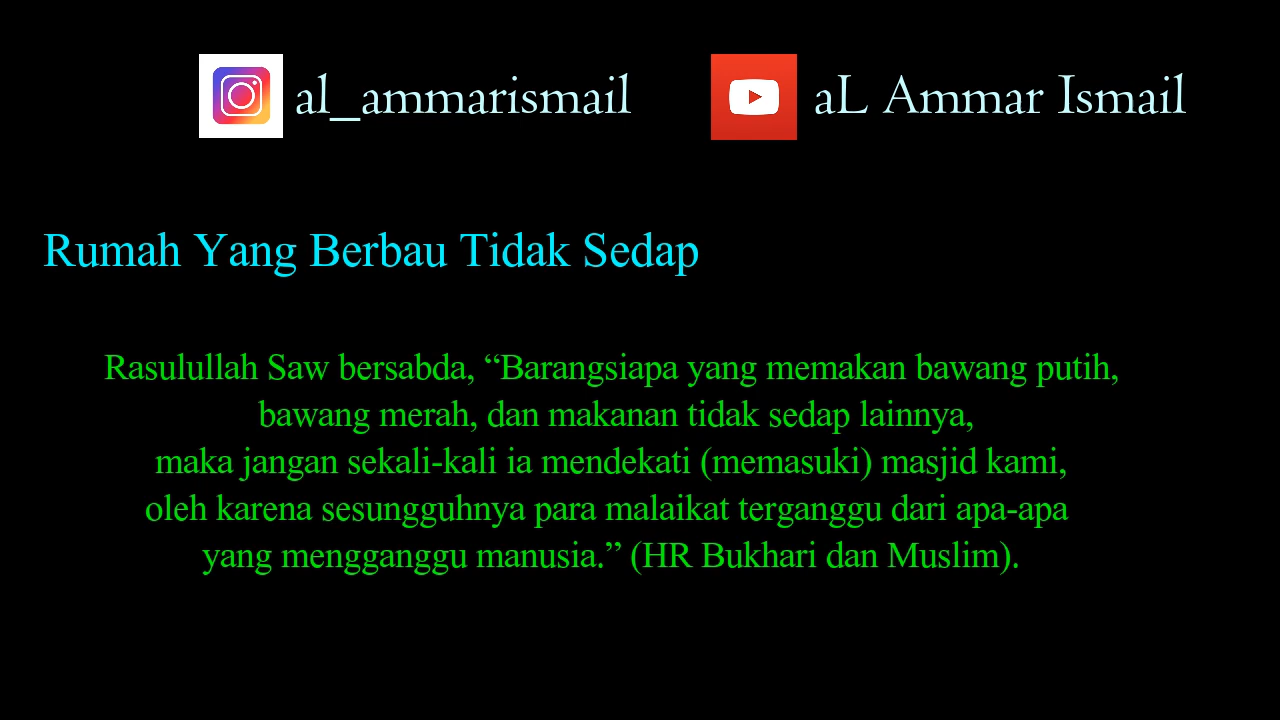 al_ammarismail
aL Ammar Ismail
Rumah Yang Berbau Tidak Sedap
Rasulullah Saw bersabda, “Barangsiapa yang memakan bawang putih,
bawang merah, dan makanan tidak sedap lainnya,
maka jangan sekali-kali ia mendekati (memasuki) masjid kami,
oleh karena sesungguhnya para malaikat terganggu dari apa-apa
yang mengganggu manusia.” (HR Bukhari dan Muslim).